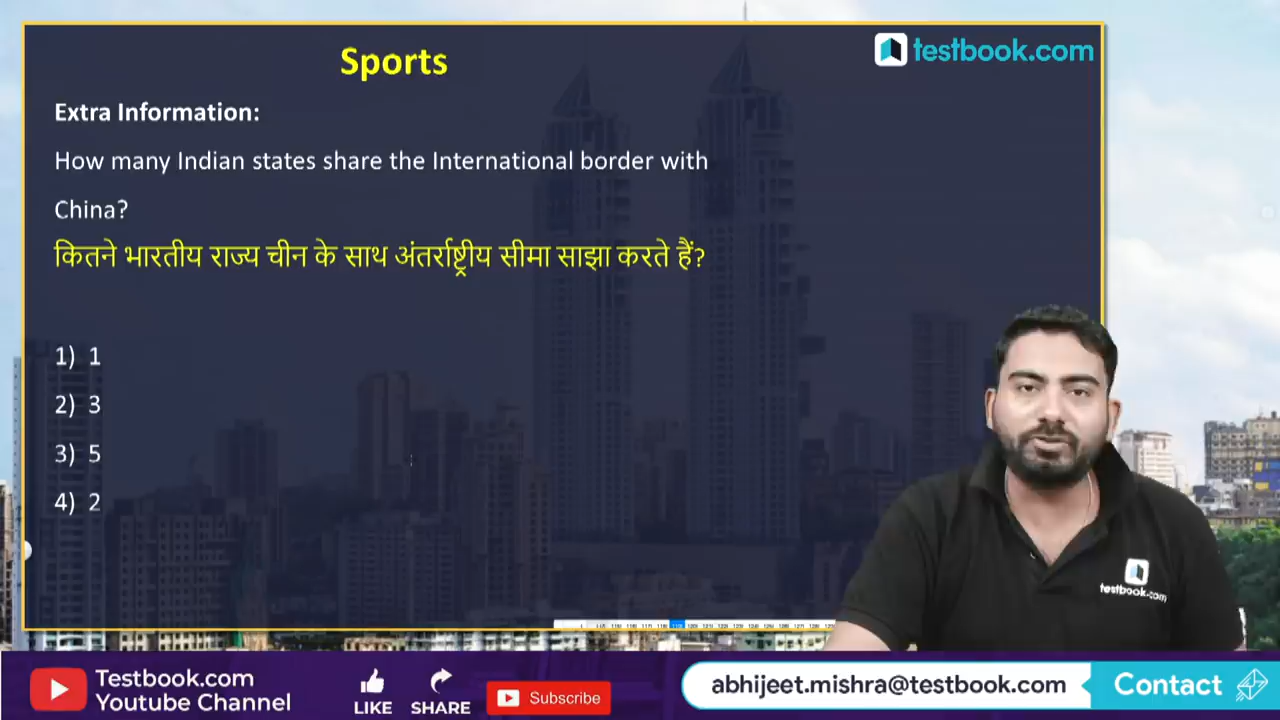 Sports
testbook.com
Extra Information:
How many Indian states share the International border with
China?
कितने भारतीय राज्य चीन के साथ अंतर्राष्ट्रीय सीमा साझा करते हैं?
1) 1
2) 3
3) 5
4) 2
testbook.com
Testbook.com
Youtube Channel
LIKE
SHARE
Subscribe
abhijeet.mishra@testbook.com
Contact